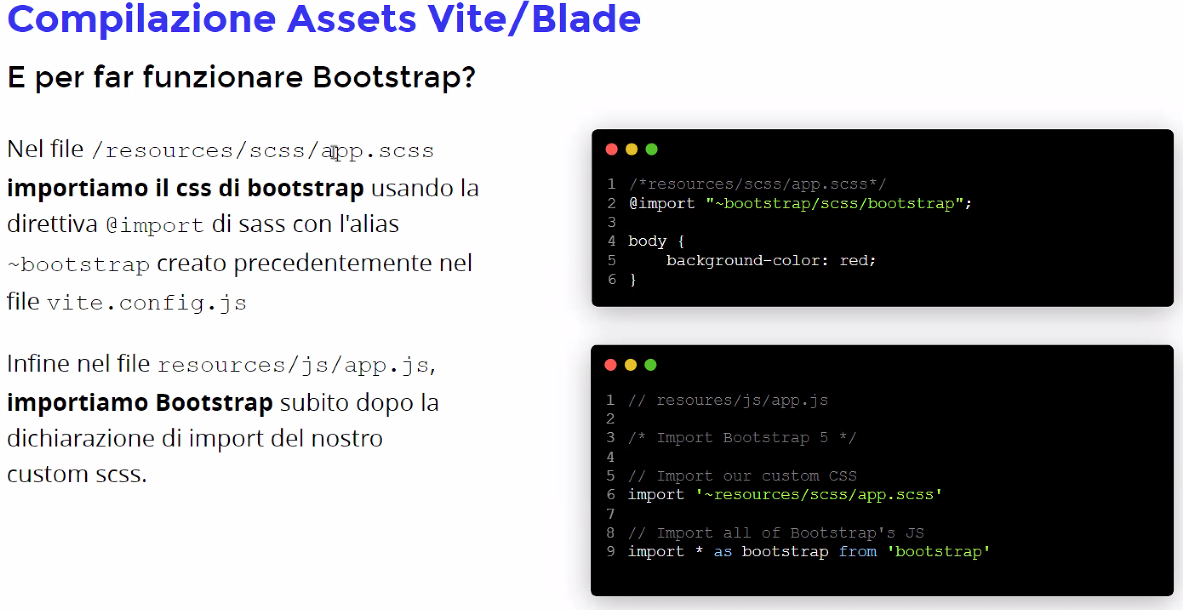 Compilazione Assets Vite/Blade
E per far funzionare Bootstrap?
Nel file /resources/scss/app.scss
importiamo il css di bootstrap usando la
direttiva @import di sass con l'alias
~bootstrap creato precedentemente nel
file vite.config.js
Infine nel file resources/js/app.js,
importiamo Bootstrap subito dopo la
dichiarazione di import del nostro
custom scss.
1 /*resources/scss/app.scss*/
2 @import "~bootstrap/scss/bootstrap";
3
4 body {
5     background-color: red;
6 }
1 // resoures/js/app.js
2
3 /* Import Bootstrap 5 */
4
5 // Import our custom CSS
6 import '~resources/scss/app.scss'
7
8 // Import all of Bootstrap's JS
9 import * as bootstrap from 'bootstrap'